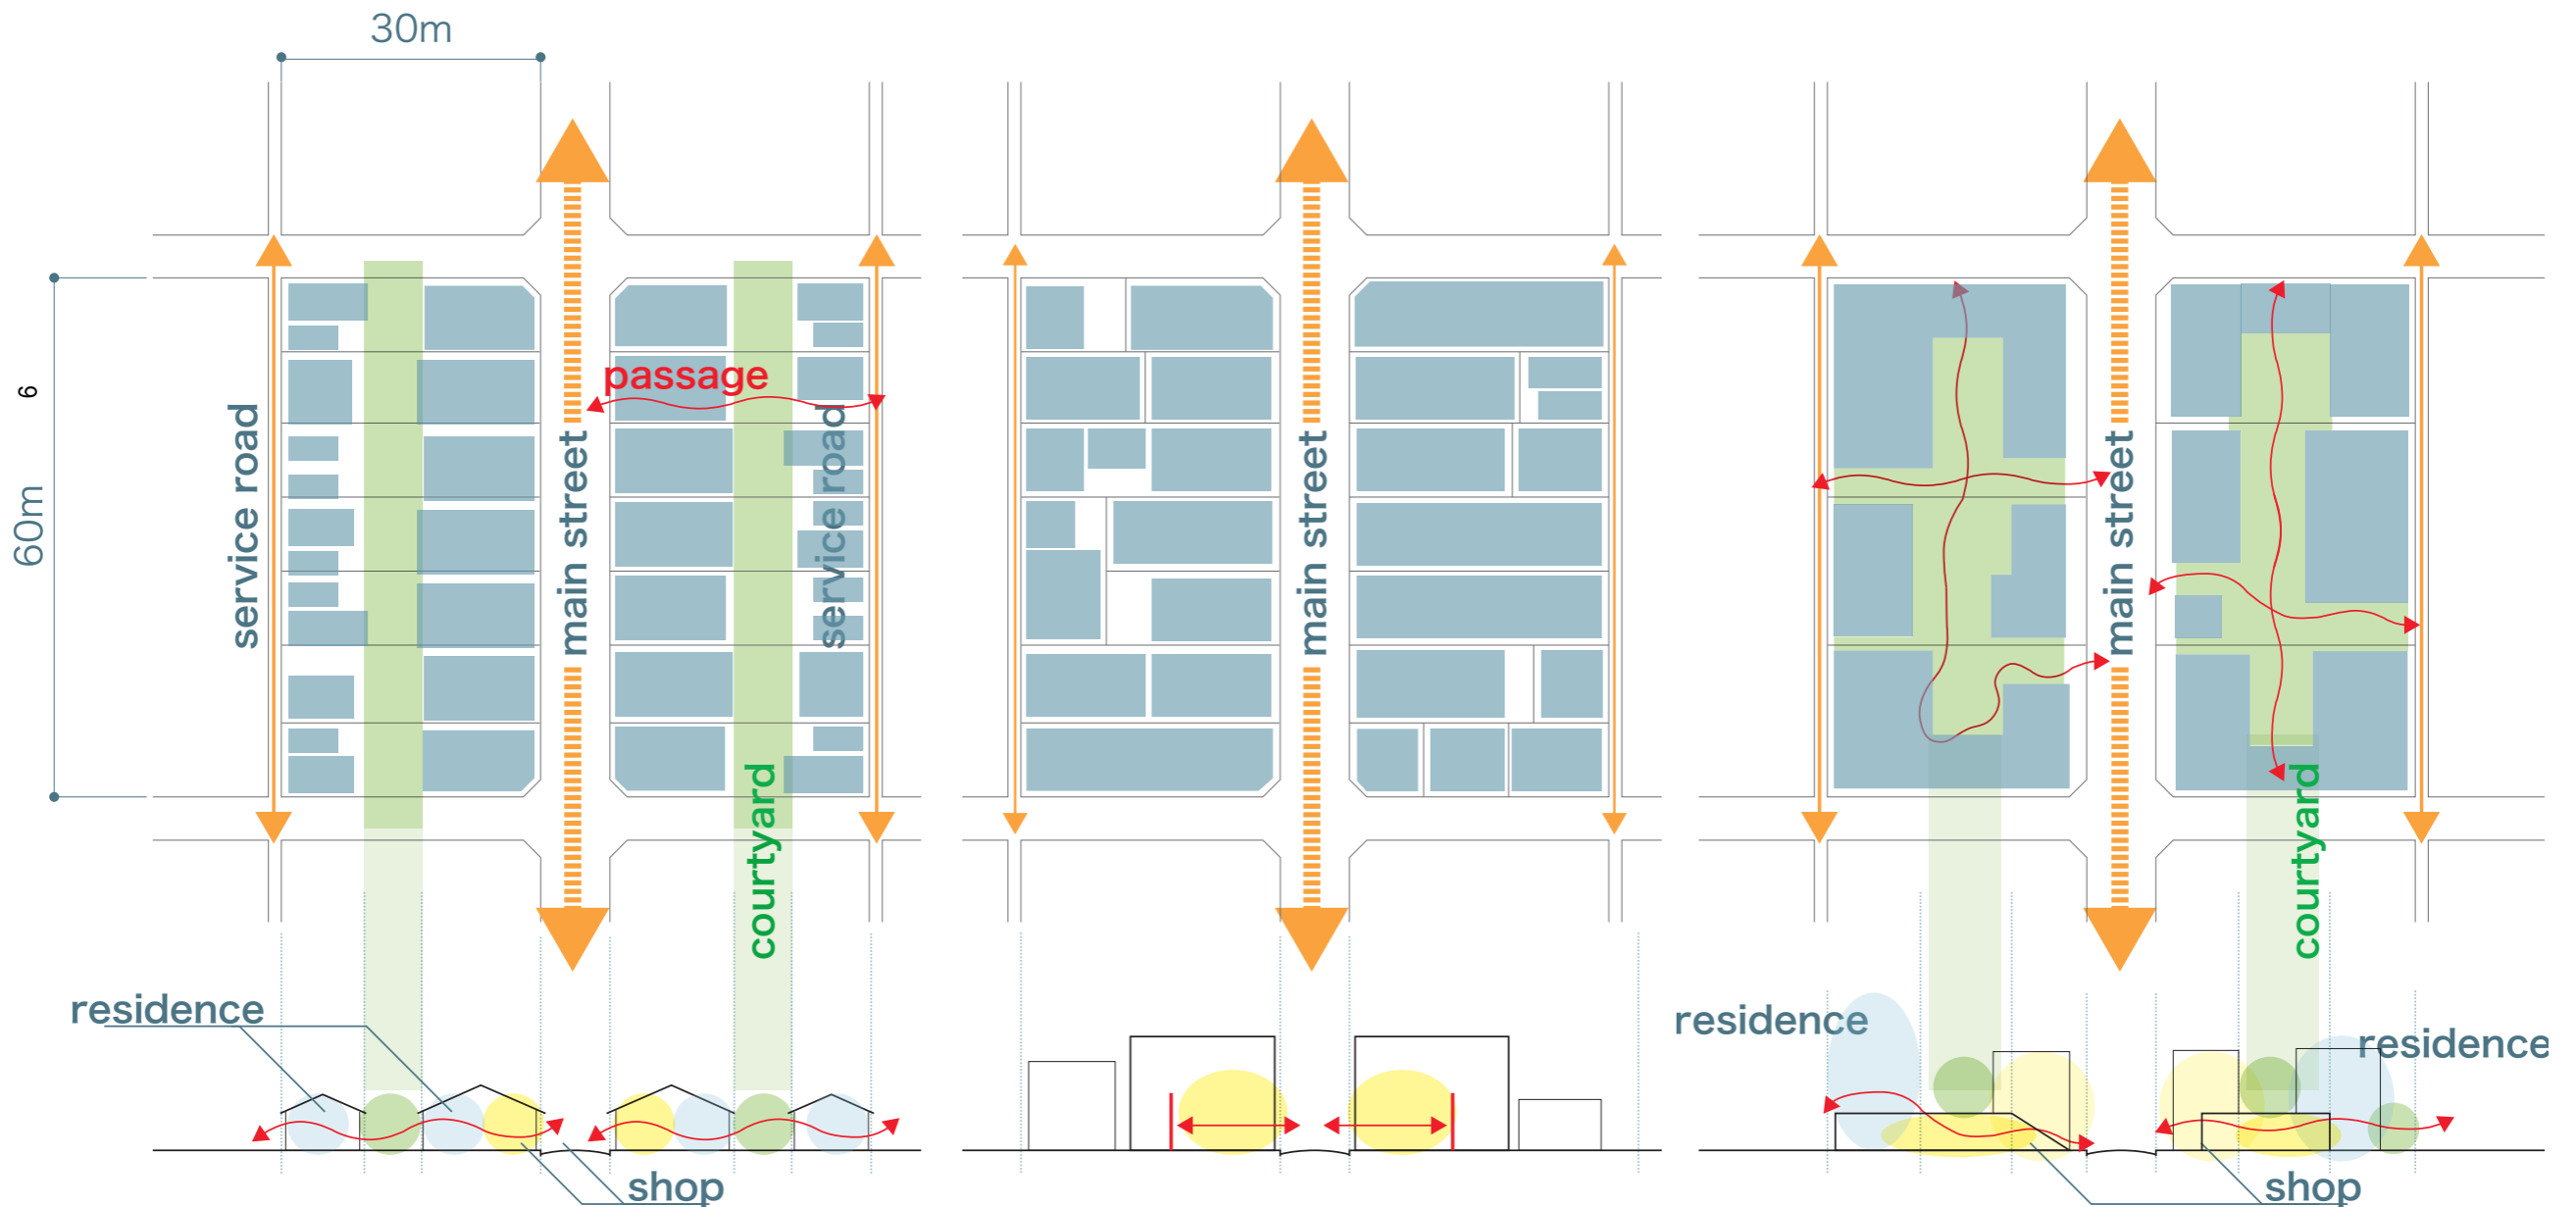 30m
60m
6
service road
main street
passage
service road
courtyard
residence
shop
main street
main street
courtyard
residence
residence
shop